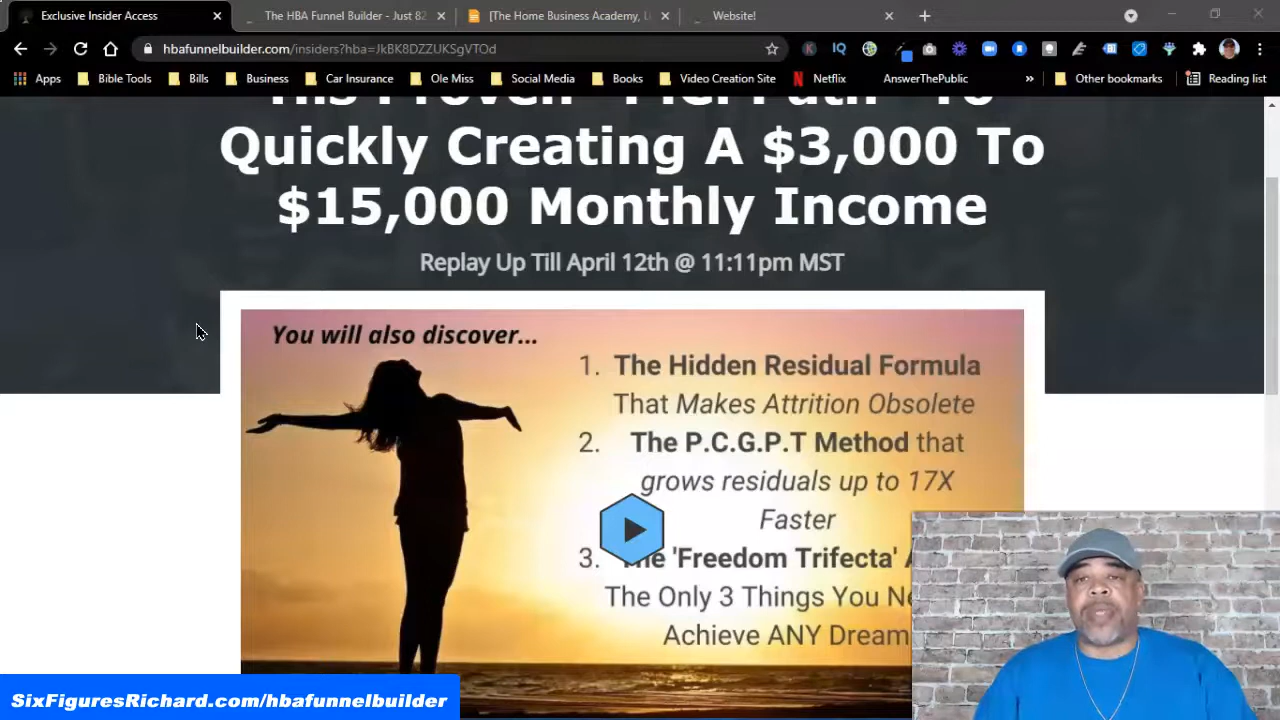 Exclusive Insider Access
The HBA Funnel Builder - Just 82
[The Home Business Academy, L
Website!
hbafunnelbuilder.com/insiders?hba=JkBK8DZZUKSgVTOd
Apps
Bible Tools
Bills
Business
Car Insurance
Ole Miss
Social Media
Books
Video Creation Site
Netflix
AnswerThePublic
»
Other bookmarks
Reading list
Quickly Creating A $3,000 To
$15,000 Monthly Income
Replay Up Till April 12th @ 11:11pm MST
You will also discover...
1. The Hidden Residual Formula
That Makes Attrition Obsolete
2. The P.C.G.P.T Method that
grows residuals up to 17X
Faster
3. The 'Freedom Trifecta'
The Only 3 Things You
Achieve ANY Dream
SixFiguresRichard.com/hbafunnelbuilder